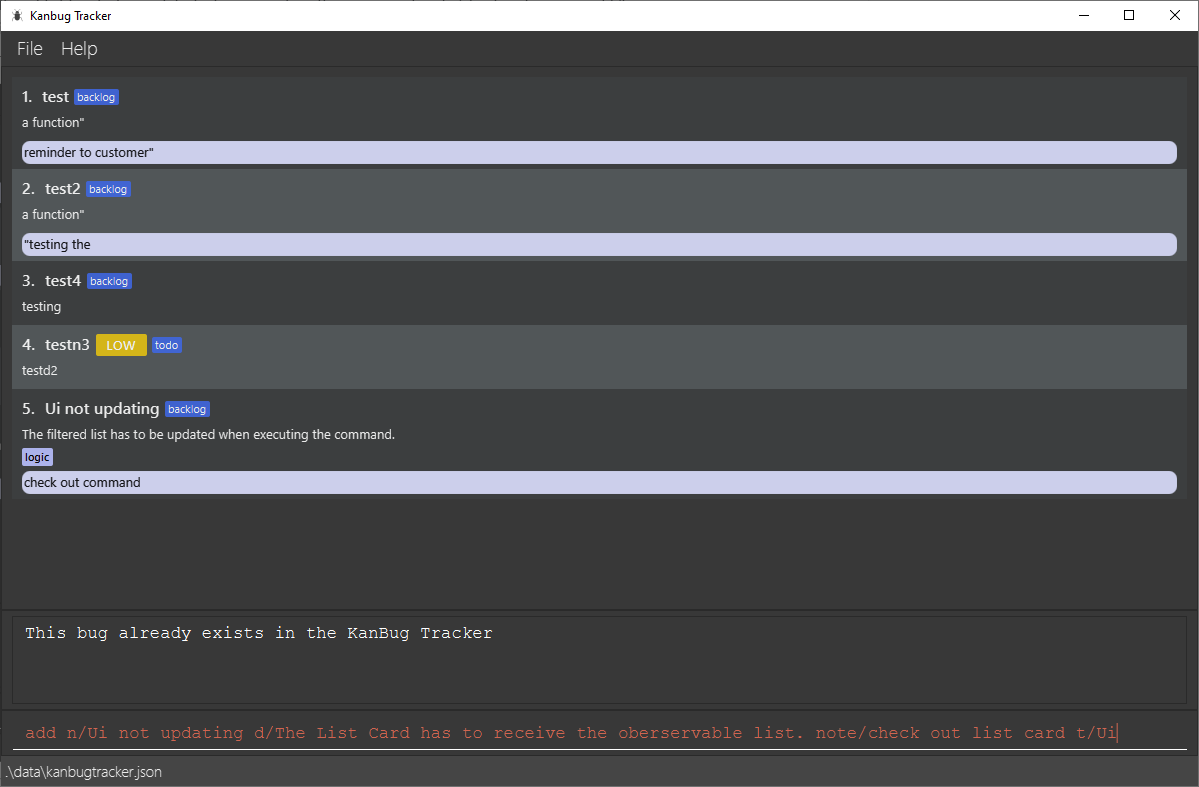 Kanbug Tracker
File Help
1. test backlog
a function"
reminder to customer"
2. test2 backlog
a function"
"testing the
3. test4 backlog
testing
4. testn3 LOW todo
testd2
5. Ui not updating backlog
The filtered list has to be updated when executing the command.
logic
check out command
This bug already exists in the KanBug Tracker
add n/Ui not updating d/The List Card has to receive the oberservable list. note/check out list card t/Ui
.\data\kanbugtracker.json